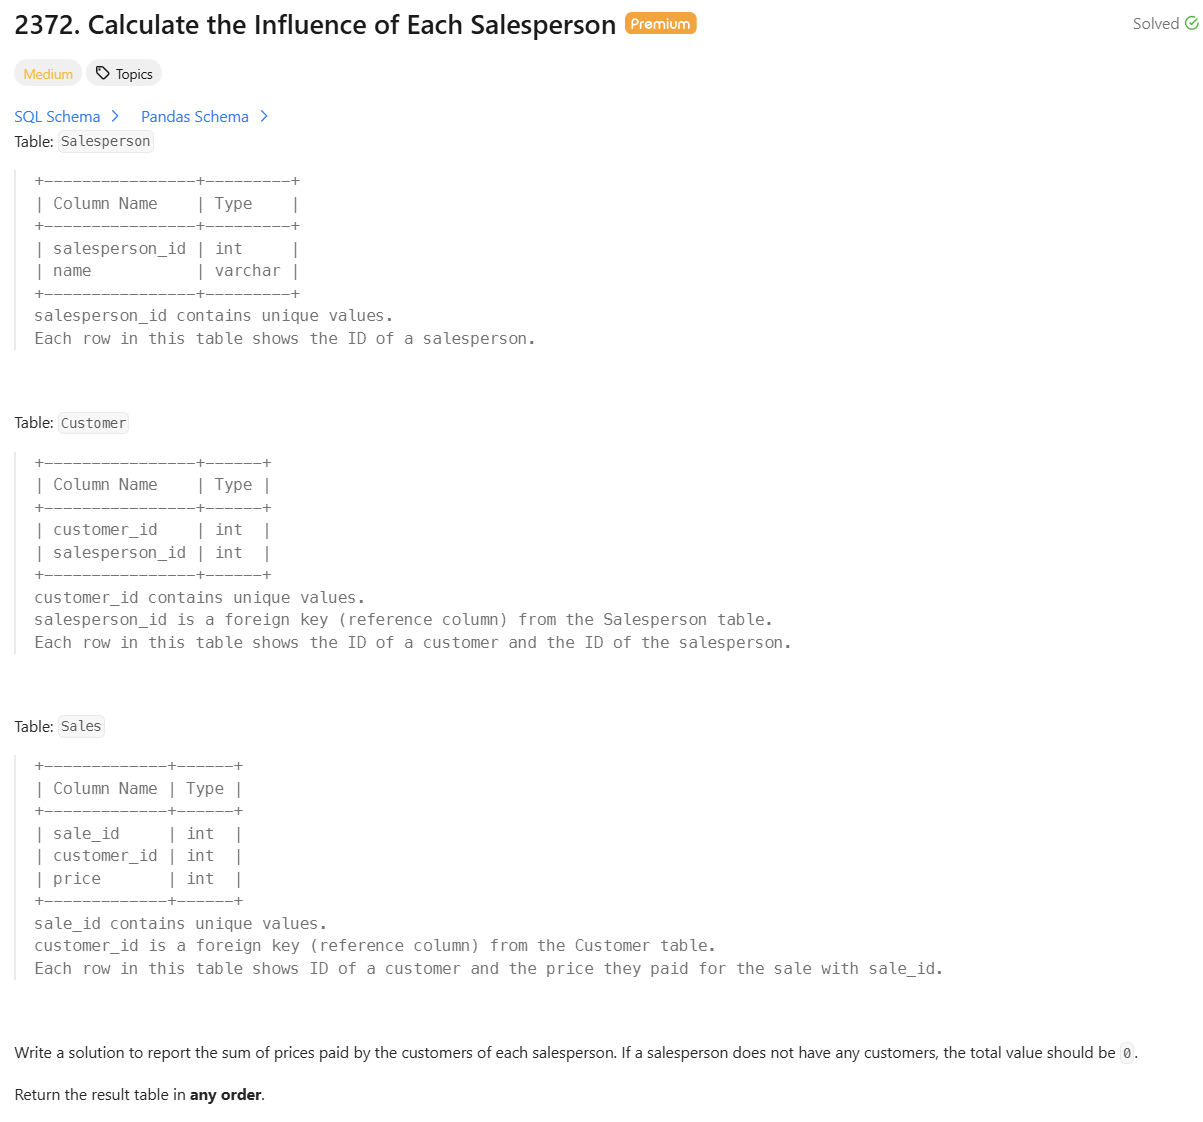 2372. Calculate the Influence of Each Salesperson Premium
Solved
Medium Topics
SQL Schema Pandas Schema
Table: Salesperson
+----------------+---------+
| Column Name    | Type    |
+----------------+---------+
| salesperson_id | int     |
| name           | varchar |
+----------------+---------+
salesperson_id contains unique values.
Each row in this table shows the ID of a salesperson.
Table: Customer
+----------------+------+
| Column Name    | Type |
+----------------+------+
| customer_id    | int  |
| salesperson_id | int  |
+----------------+------+
customer_id contains unique values.
salesperson_id is a foreign key (reference column) from the Salesperson table.
Each row in this table shows the ID of a customer and the ID of the salesperson.
Table: Sales
+-------------+------+
| Column Name | Type |
+-------------+------+
| sale_id     | int  |
| customer_id | int  |
| price       | int  |
+-------------+------+
sale_id contains unique values.
customer_id is a foreign key (reference column) from the Customer table.
Each row in this table shows ID of a customer and the price they paid for the sale with sale_id.
Write a solution to report the sum of prices paid by the customers of each salesperson. If a salesperson does not have any customers, the total value should be 0.
Return the result table in any order.